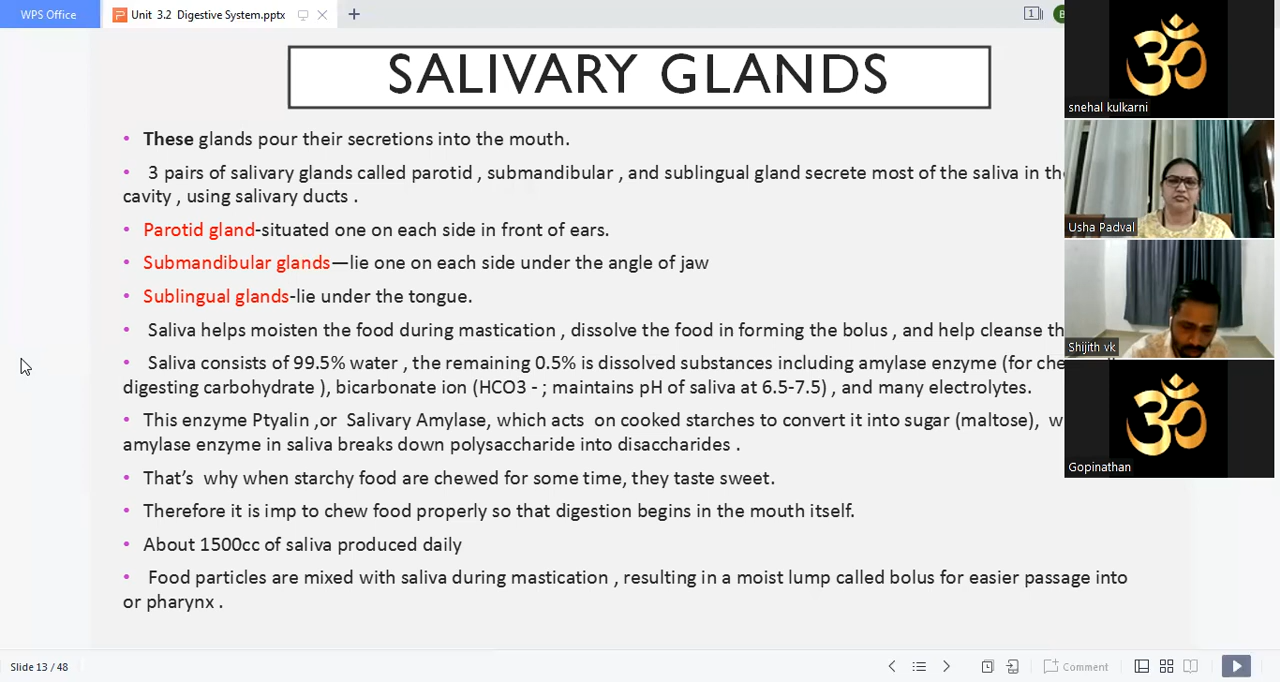 WPS Office
Unit 3.2 Digestive System.pptx
1
SALIVARY GLANDS
• These glands pour their secretions into the mouth.
• 3 pairs of salivary glands called parotid , submandibular , and sublingual gland secrete most of the saliva in
cavity , using salivary ducts .
• Parotid gland-situated one on each side in front of ears.
• Submandibular glands—lie one on each side under the angle of jaw
• Sublingual glands-lie under the tongue.
• Saliva helps moisten the food during mastication , dissolve the food in forming the bolus , and help cleanse
• Saliva consists of 99.5% water , the remaining 0.5% is dissolved substances including amylase enzyme (for
digesting carbohydrate ), bicarbonate ion (HCO3 - ; maintains pH of saliva at 6.5-7.5) , and many electrolytes.
• This enzyme Ptyalin ,or Salivary Amylase, which acts on cooked starches to convert it into sugar (maltose),
amylase enzyme in saliva breaks down polysaccharide into disaccharides .
• That’s why when starchy food are chewed for some time, they taste sweet.
• Therefore it is imp to chew food properly so that digestion begins in the mouth itself.
• About 1500cc of saliva produced daily
• Food particles are mixed with saliva during mastication , resulting in a moist lump called bolus for easier passage into
or pharynx .
snehal kulkarni
Usha Padval
Shijith vk
Gopinathan
Slide 13 / 48
Comment